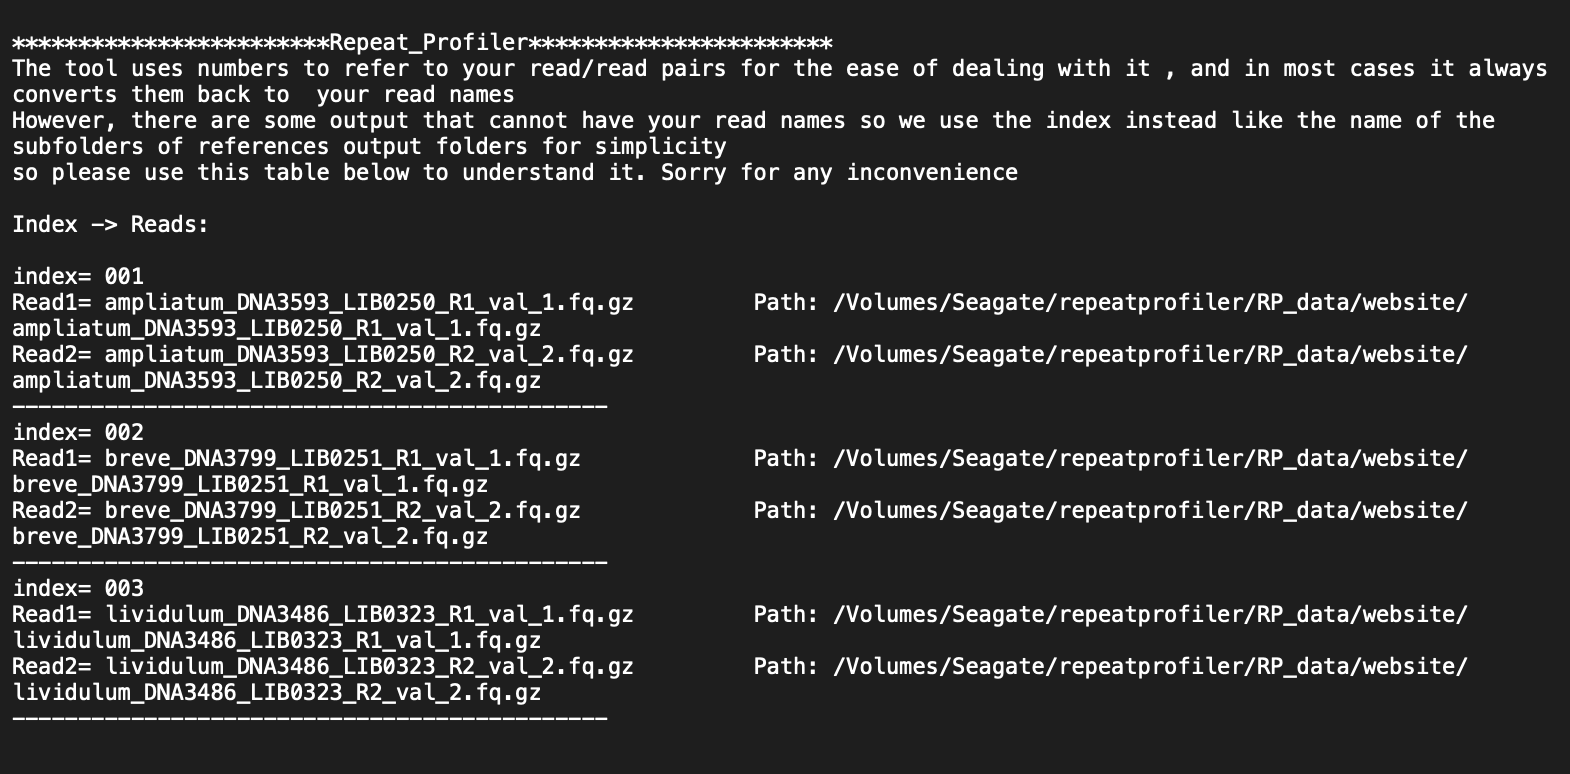 ************************Repeat_Profiler***********************
The tool uses numbers to refer to your read/read pairs for the ease of dealing with it , and in most cases it always
converts them back to  your read names
However, there are some output that cannot have your read names so we use the index instead like the name of the
subfolders of references output folders for simplicity
so please use this table below to understand it. Sorry for any inconvenience

Index -> Reads:

index= 001
Read1= ampliatum_DNA3593_LIB0250_R1_val_1.fq.gz         Path: /Volumes/Seagate/repeatprofiler/RP_data/website/
ampliatum_DNA3593_LIB0250_R1_val_1.fq.gz
Read2= ampliatum_DNA3593_LIB0250_R2_val_2.fq.gz         Path: /Volumes/Seagate/repeatprofiler/RP_data/website/
ampliatum_DNA3593_LIB0250_R2_val_2.fq.gz
---------------------------------------------
index= 002
Read1= breve_DNA3799_LIB0251_R1_val_1.fq.gz             Path: /Volumes/Seagate/repeatprofiler/RP_data/website/
breve_DNA3799_LIB0251_R1_val_1.fq.gz
Read2= breve_DNA3799_LIB0251_R2_val_2.fq.gz             Path: /Volumes/Seagate/repeatprofiler/RP_data/website/
breve_DNA3799_LIB0251_R2_val_2.fq.gz
---------------------------------------------
index= 003
Read1= lividulum_DNA3486_LIB0323_R1_val_1.fq.gz         Path: /Volumes/Seagate/repeatprofiler/RP_data/website/
lividulum_DNA3486_LIB0323_R1_val_1.fq.gz
Read2= lividulum_DNA3486_LIB0323_R2_val_2.fq.gz         Path: /Volumes/Seagate/repeatprofiler/RP_data/website/
lividulum_DNA3486_LIB0323_R2_val_2.fq.gz
---------------------------------------------